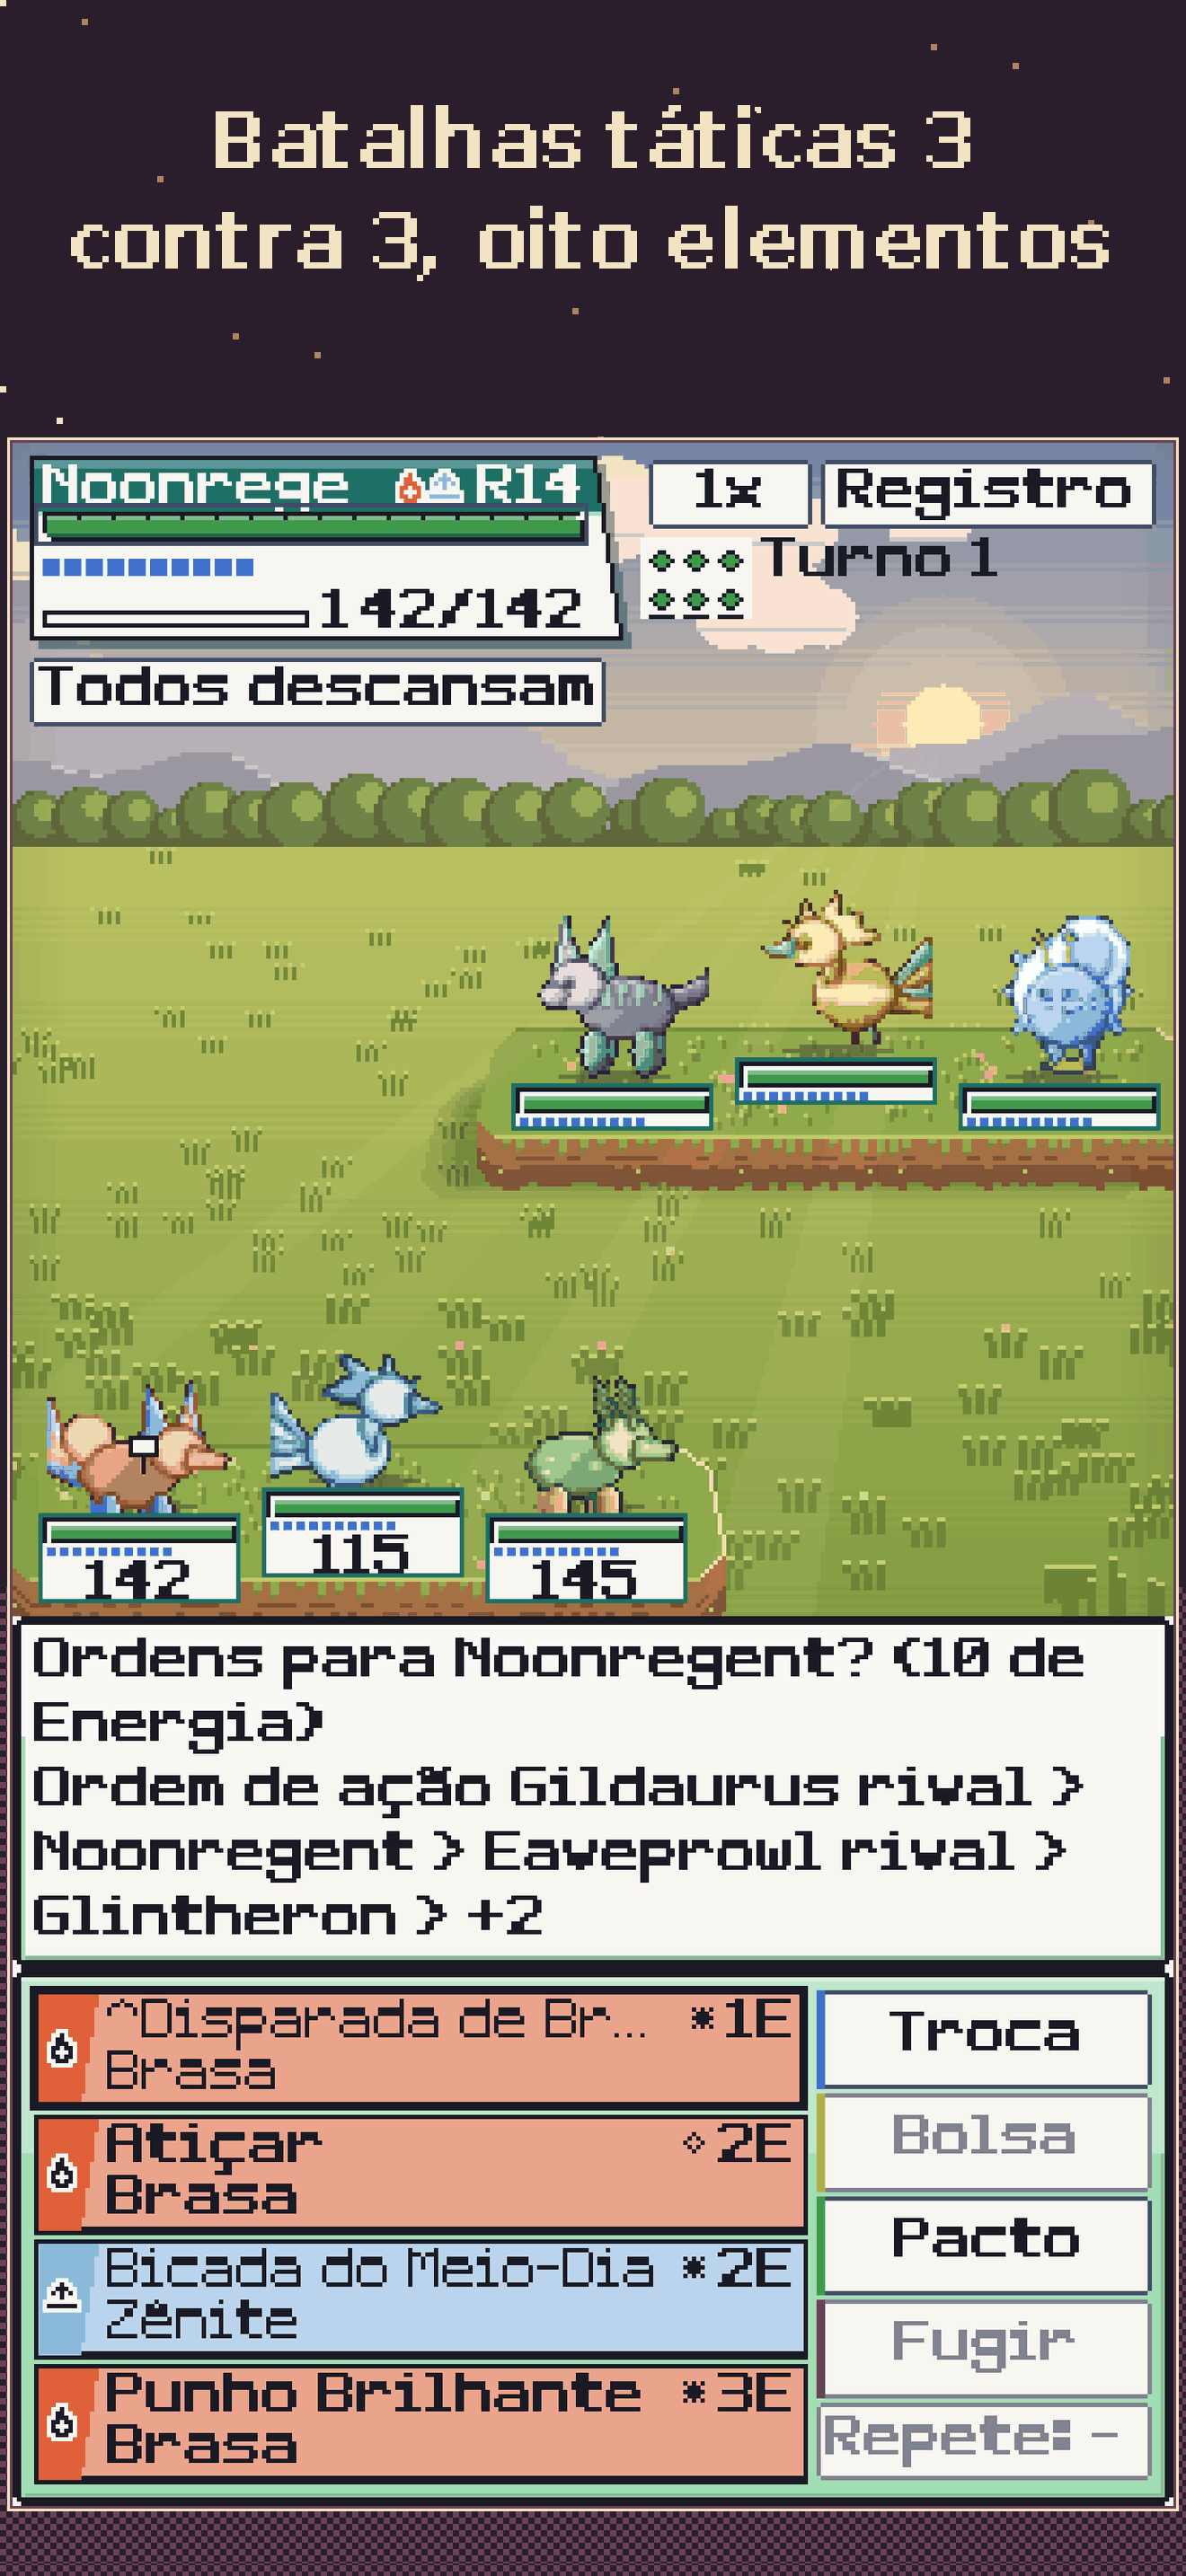 Batalhas táticas 3
contra 3, oito elementos
Noonrege R14
1x
Registro
Turno 1
142/142
Todos descansam
142
115
145
Ordens para Noonregent? (10 de
Energia)
Ordem de ação Gildaurus rival >
Noonregent > Eaveprowl rival >
Glintheron > +2
^Disparada de Br... *1E
Brasa
Atiçar ◇2E
Brasa
Bicada do Meio-Dia *2E
Zênite
Punho Brilhante *3E
Brasa
Troca
Bolsa
Pacto
Fugir
Repete: -